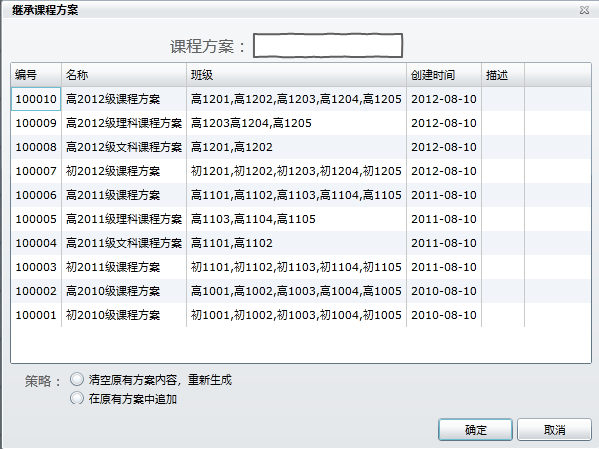 继承课程方案
课程方案：
编号 名称 班级 创建时间 描述
100010 高2012级课程方案 高1201,高1202,高1203,高1204,高1205 2012-08-10
100009 高2012级理科课程方案 高1203高1204,高1205 2012-08-10
100008 高2012级文科课程方案 高1201,高1202 2012-08-10
100007 初2012级课程方案 初1201,初1202,初1203,初1204,初1205 2012-08-10
100006 高2011级课程方案 高1101,高1102,高1103,高1104,高1105 2011-08-10
100005 高2011级理科课程方案 高1103,高1104,高1105 2011-08-10
100004 高2011级文科课程方案 高1101,高1102 2011-08-10
100003 初2011级课程方案 初1101,初1102,初1103,初1104,初1105 2011-08-10
100002 高2010级课程方案 高1001,高1002,高1003,高1004,高1005 2010-08-10
100001 初2010级课程方案 初1001,初1002,初1003,初1004,初1005 2010-08-10
策略： 清空原有方案内容，重新生成
在原有方案中追加
确定 取消